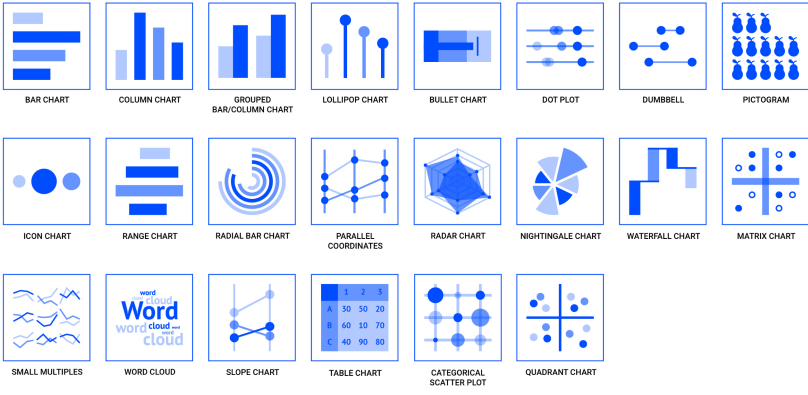 BAR CHART
COLUMN CHART
GROUPED
BAR/COLUMN CHART
LOLLIPOP CHART
BULLET CHART
DOT PLOT
DUMBBELL
PICTOGRAM
ICON CHART
RANGE CHART
RADIAL BAR CHART
PARALLEL
COORDINATES
RADAR CHART
NIGHTINGALE CHART
WATERFALL CHART
MATRIX CHART
word
cloud
Word
word cloud word
word
cloud
1 2 3
A 30 50 20
B 60 10 70
C 40 90 80
SMALL MULTIPLES
WORD CLOUD
SLOPE CHART
TABLE CHART
CATEGORICAL
SCATTER PLOT
QUADRANT CHART